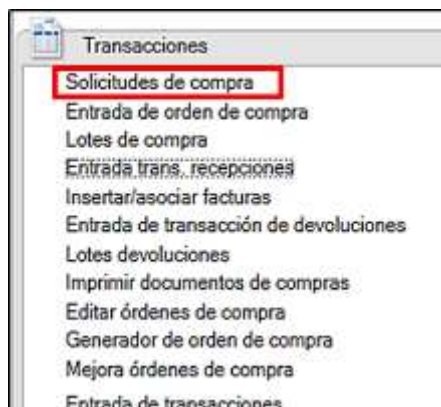 Transacciones
Solicitudes de compra
Entrada de orden de compra
Lotes de compra
Entrada trans. recepciones
Insertar/asociar facturas
Entrada de transacción de devoluciones
Lotes devoluciones
Imprimir documentos de compras
Editar órdenes de compra
Generador de orden de compra
Mejora órdenes de compra
Entrada de transacciones